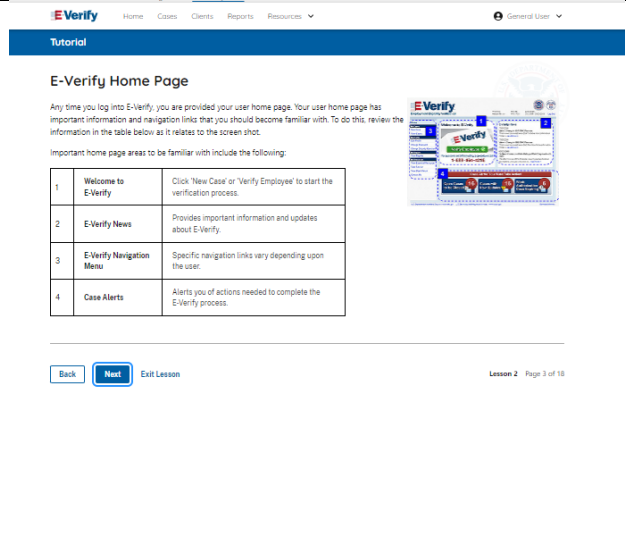 E-Verify
Home Cases Clients Reports Resources
General User
Tutorial
E-Verify Home Page
Any time you log into E-Verify, you are provided your user home page. Your user home page has
important information and navigation links that you should become familiar with. To do this, review the
information in the table below as it relates to the screen shot.
Important home page areas to be familiar with include the following:
1 Welcome to
E-Verify
Click 'New Case' or 'Verify Employee' to start the
verification process.
2 E-Verify News
Provides important information and updates
about E-Verify.
3 E-Verify Navigation
Menu
Specific navigation links vary depending upon
the user.
4 Case Alerts
Alerts you of actions needed to complete the
E-Verify process.
E-Verify
1
2
3
E-Verify
4
Back Next Exit Lesson
Lesson 2 Page 3 of 18